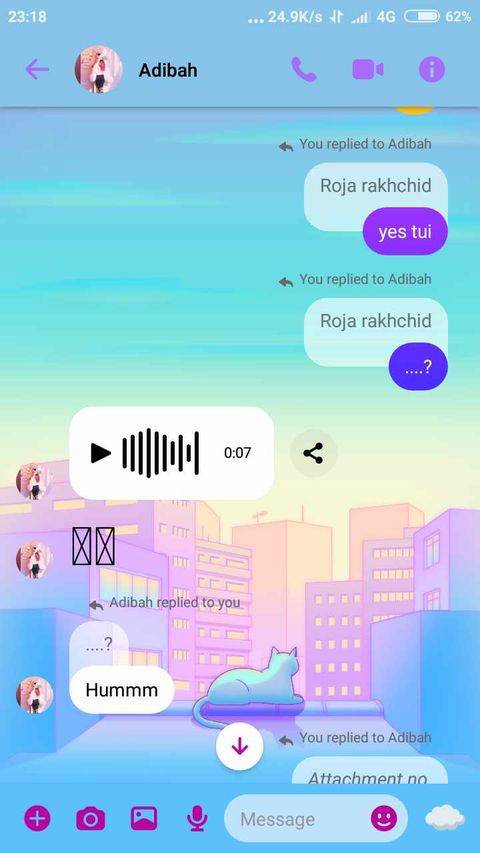 23:18 ... 24.9K/s 4G 62%
Adibah
You replied to Adibah
Roja rakhchid
yes tui
You replied to Adibah
Roja rakhchid
....?
0:07
Adibah replied to you
....?
Hummm
You replied to Adibah
Attachment no
Message